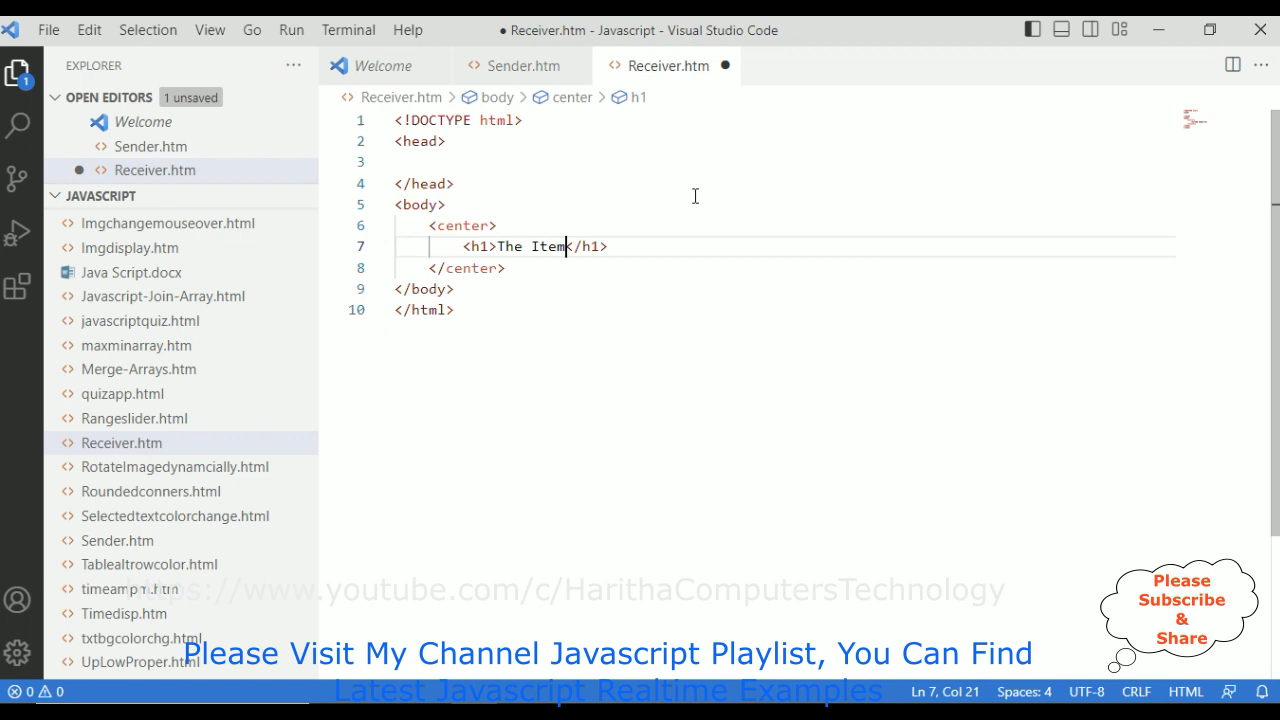 File Edit Selection View Go Run Terminal Help
● Receiver.htm - Javascript - Visual Studio Code
EXPLORER
Welcome
Sender.htm
Receiver.htm
OPEN EDITORS
1 unsaved
Welcome
Sender.htm
Receiver.htm
JAVASCRIPT
Imgchangemouseover.html
Imgdisplay.htm
Java Script.docx
Javascript-Join-Array.html
javascriptquiz.html
maxminarray.htm
Merge-Arrays.htm
quizapp.html
Rangeslider.html
Receiver.htm
RotateImagedynamcially.html
Roundedconners.html
Selectedtextcolorchange.html
Sender.htm
Tablealtrowcolor.html
timeampm.htm
Timedisp.htm
txtbgcolorchg.htm
UpLowProper.htm
Receiver.htm > body > center > h1
1 <!DOCTYPE html>
2 <head>
3
4 </head>
5 <body>
6 <center>
7 <h1>The Item</h1>
8 </center>
9 </body>
10 </html>
https://www.youtube.com/c/HarithaComputersTechnology
Please
Subscribe
&
Share
Please Visit My Channel Javascript Playlist, You Can Find
Latest Javascript Realtime Examples
0 0
Ln 7, Col 21 Spaces: 4 UTF-8 CRLF HTML
1